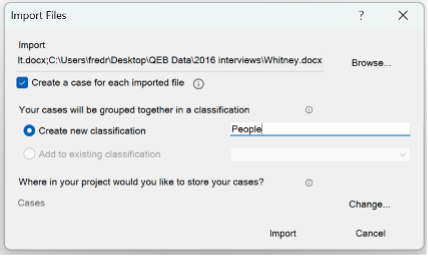 Import Files
Import
lt.docx;C:\Users\fredr\Desktop\QEB Data\2016 interviews\Whitney.docx
Browse...
Create a case for each imported file
Your cases will be grouped together in a classification
Create new classification
People
Add to existing classification
Where in your project would you like to store your cases?
Cases
Change...
Import
Cancel